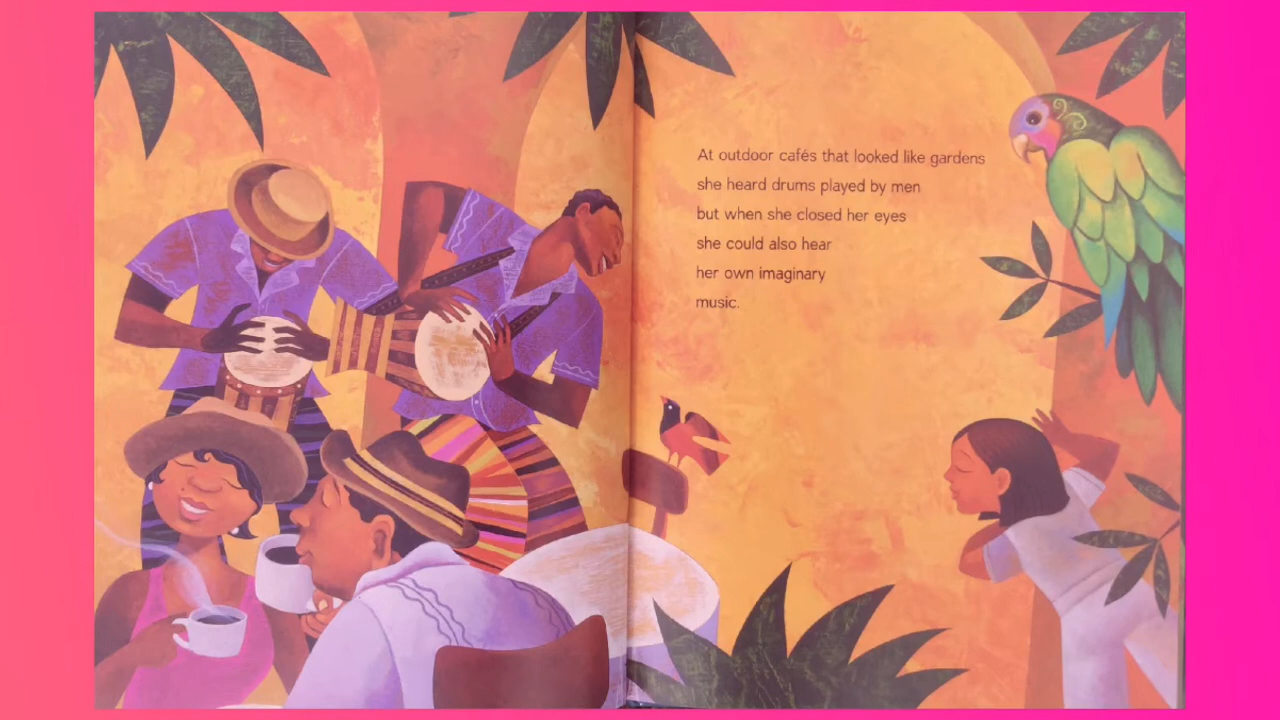 At outdoor cafés that looked like gardens
she heard drums played by men
but when she closed her eyes
she could also hear
her own imaginary
music.